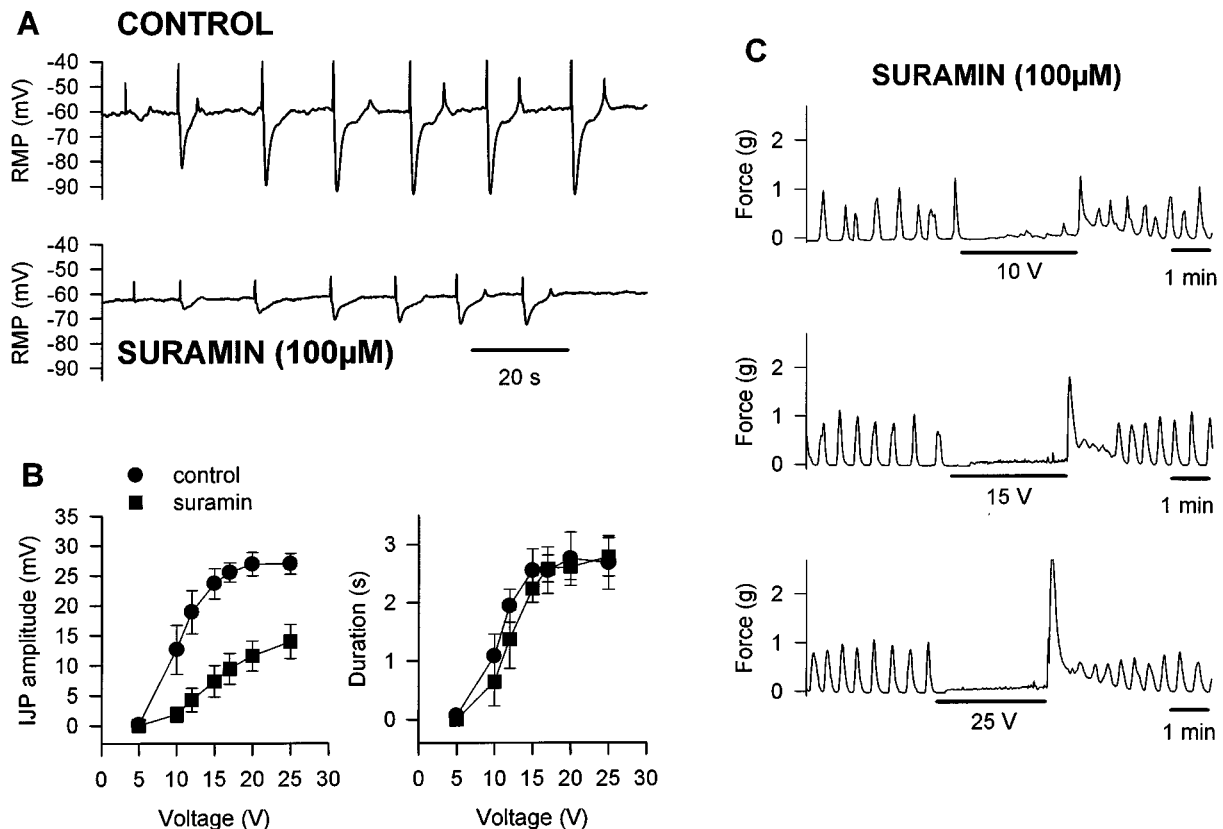 A
CONTROL
RMP (mV)
-40
-50
-60
-70
-80
-90
RMP (mV)
-40
-50
-60
-70
-80
-90
SURAMIN (100µM)
20 s
B
control
suramin
IJP amplitude (mV)
35
30
25
20
15
10
5
0
0 5 10 15 20 25 30
Voltage (V)
Duration (s)
3
2
1
0
0 5 10 15 20 25 30
Voltage (V)
C
SURAMIN (100µM)
Force (g)
2
1
0
10 V
1 min
Force (g)
2
1
0
15 V
1 min
Force (g)
2
1
0
25 V
1 min